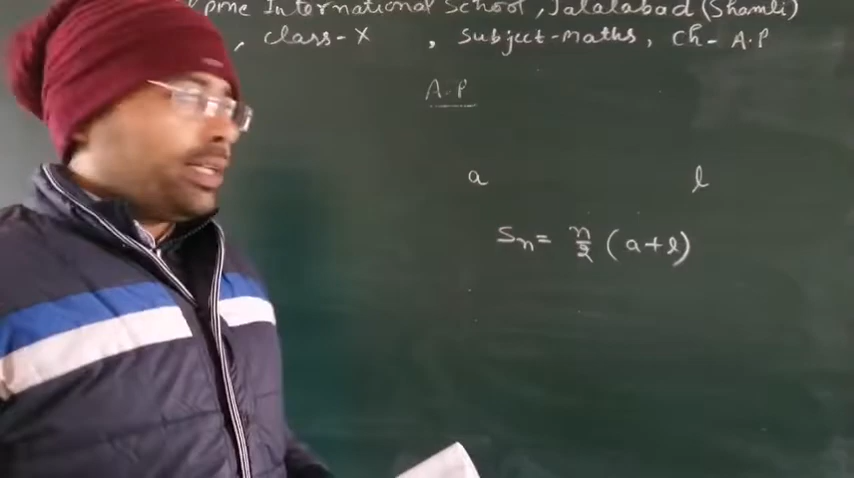 International School, Jalalabad (Shamli)
, class-X , Subject-Maths, Ch- A.P
A.P
a l
Sn = n/2 (a+l)